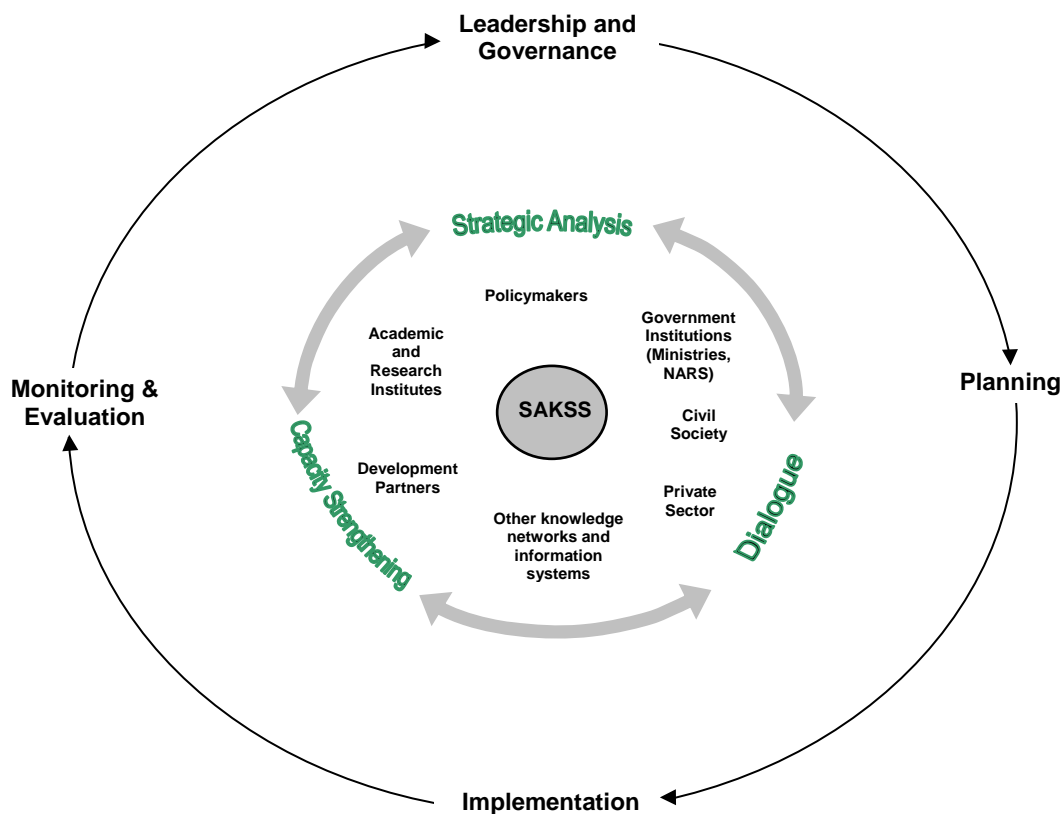 Leadership and
Governance
Strategic Analysis
Policymakers
Government
Institutions
(Ministries,
NARS)
Academic
and
Research
Institutes
Monitoring &
Evaluation
SAKSS
Planning
Civil
Society
Capacity Strengthening
Development
Partners
Private
Sector
Dialogue
Other knowledge
networks and
information
systems
Implementation